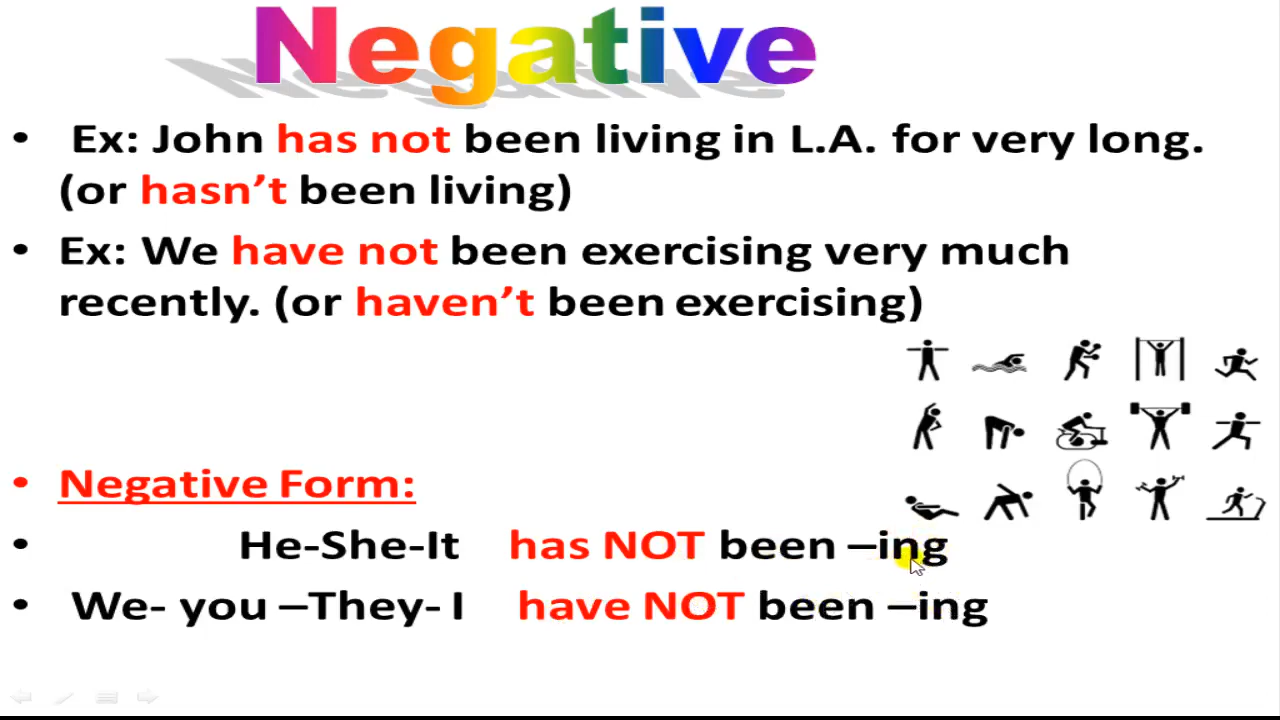 Negative
• Ex: John has not been living in L.A. for very long.
(or hasn’t been living)
• Ex: We have not been exercising very much
recently. (or haven’t been exercising)
• Negative Form:
• He-She-It has NOT been –ing
• We- you –They- I have NOT been –ing